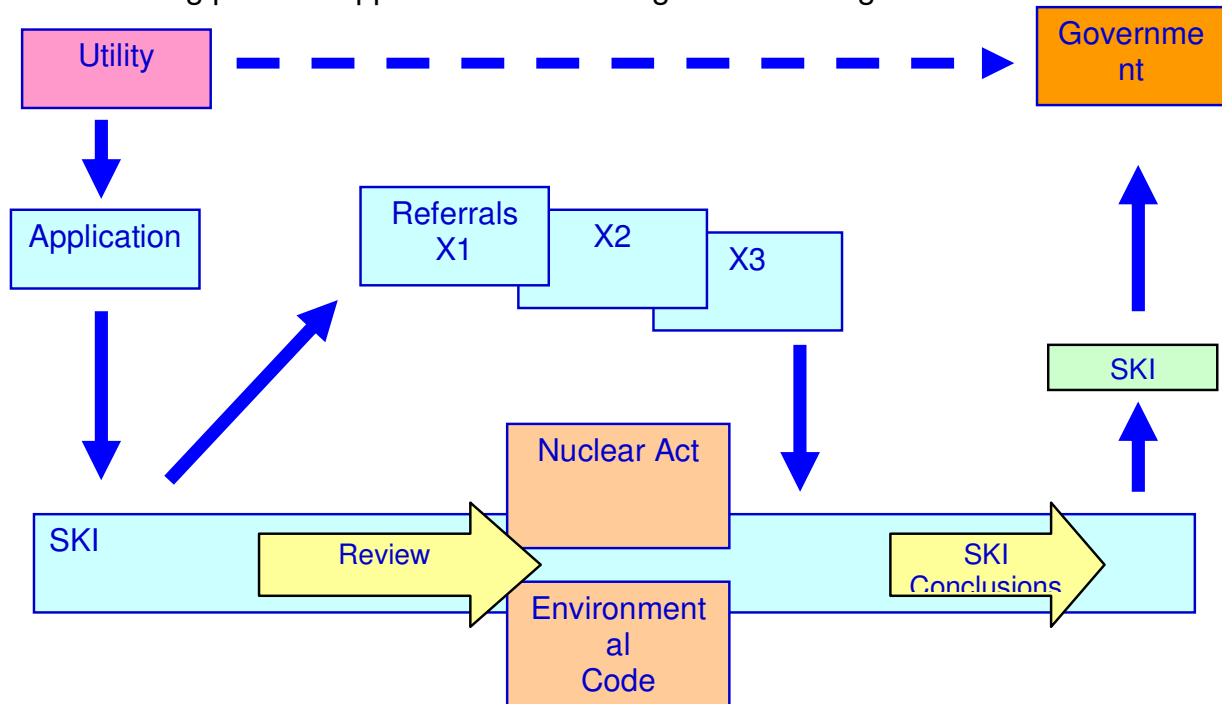 Utility
Governme
nt
Application
Referrals
X1
X2
X3
SKI
Nuclear Act
SKI
Review
SKI
Conclusions
Environment
al
Code